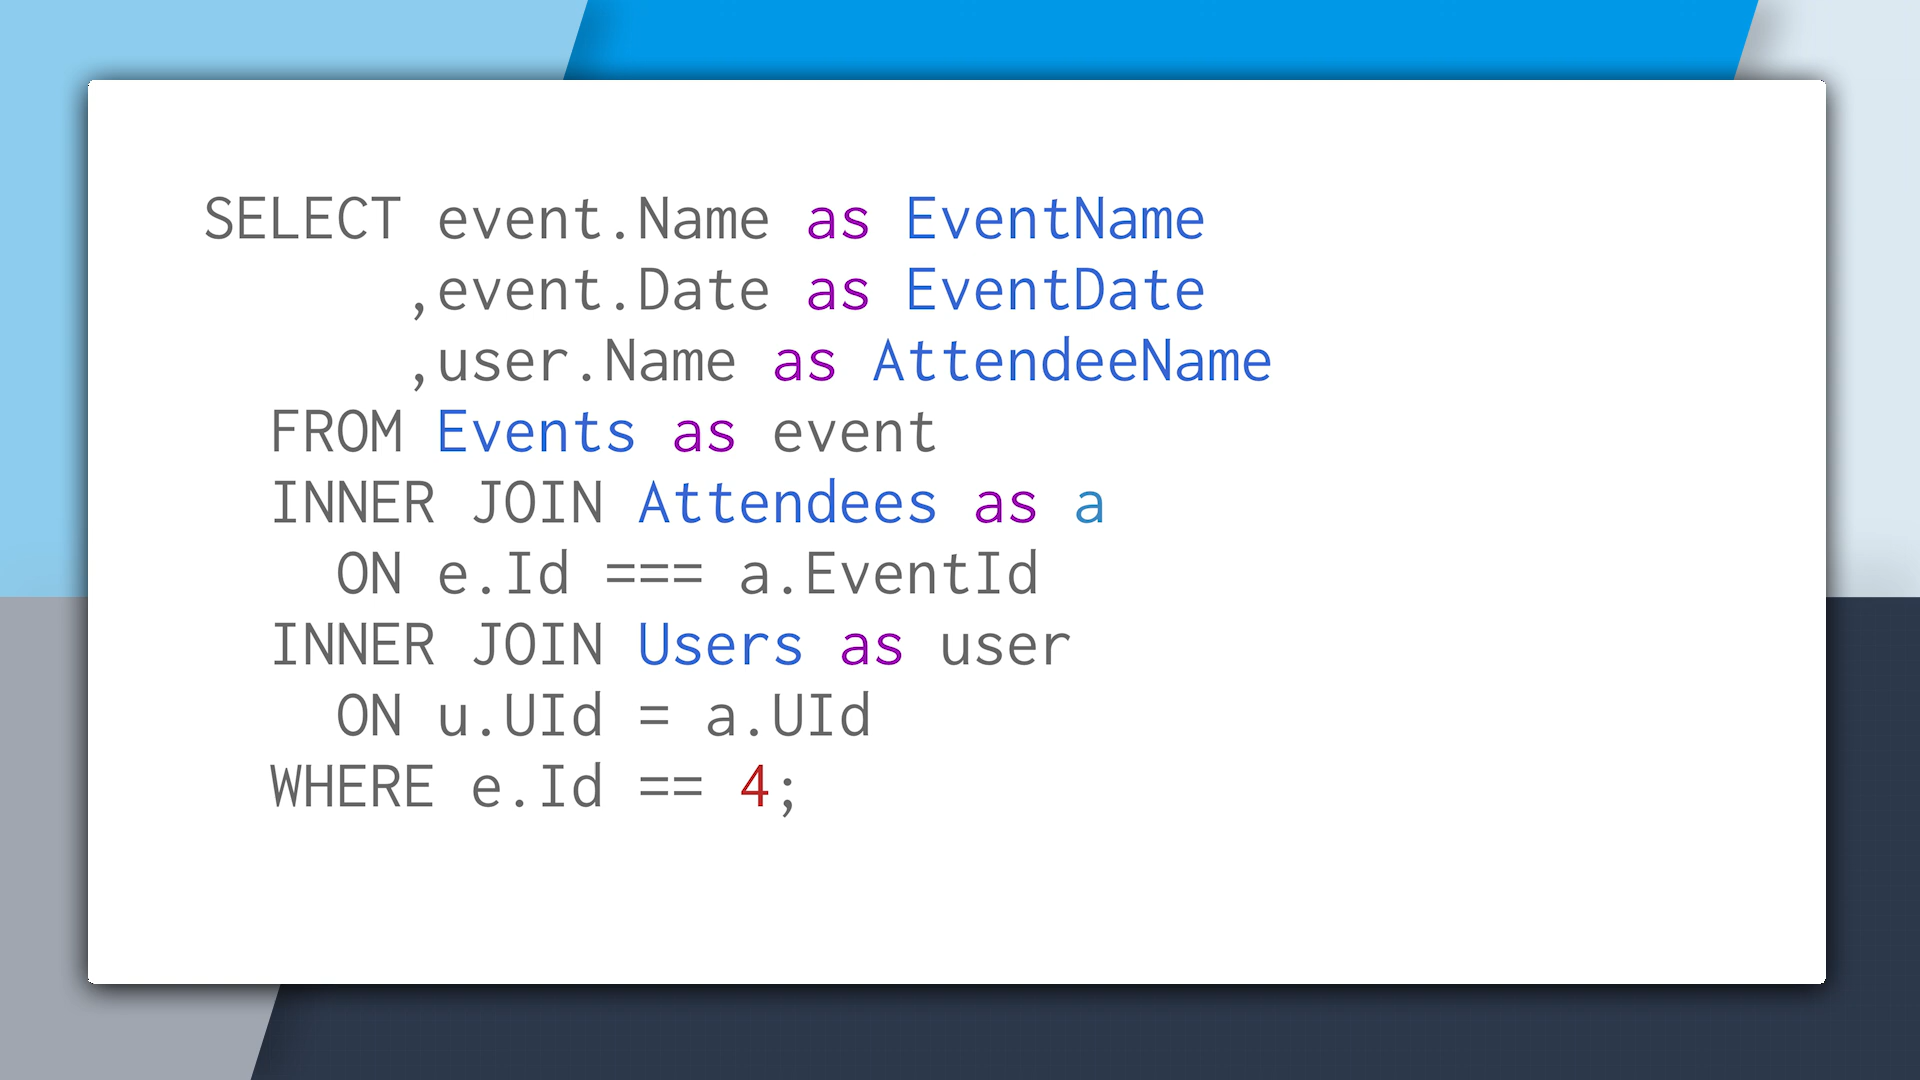 SELECT event.Name as EventName
,event.Date as EventDate
,user.Name as AttendeeName
FROM Events as event
INNER JOIN Attendees as a
ON e.Id === a.EventId
INNER JOIN Users as user
ON u.UId = a.UId
WHERE e.Id == 4;